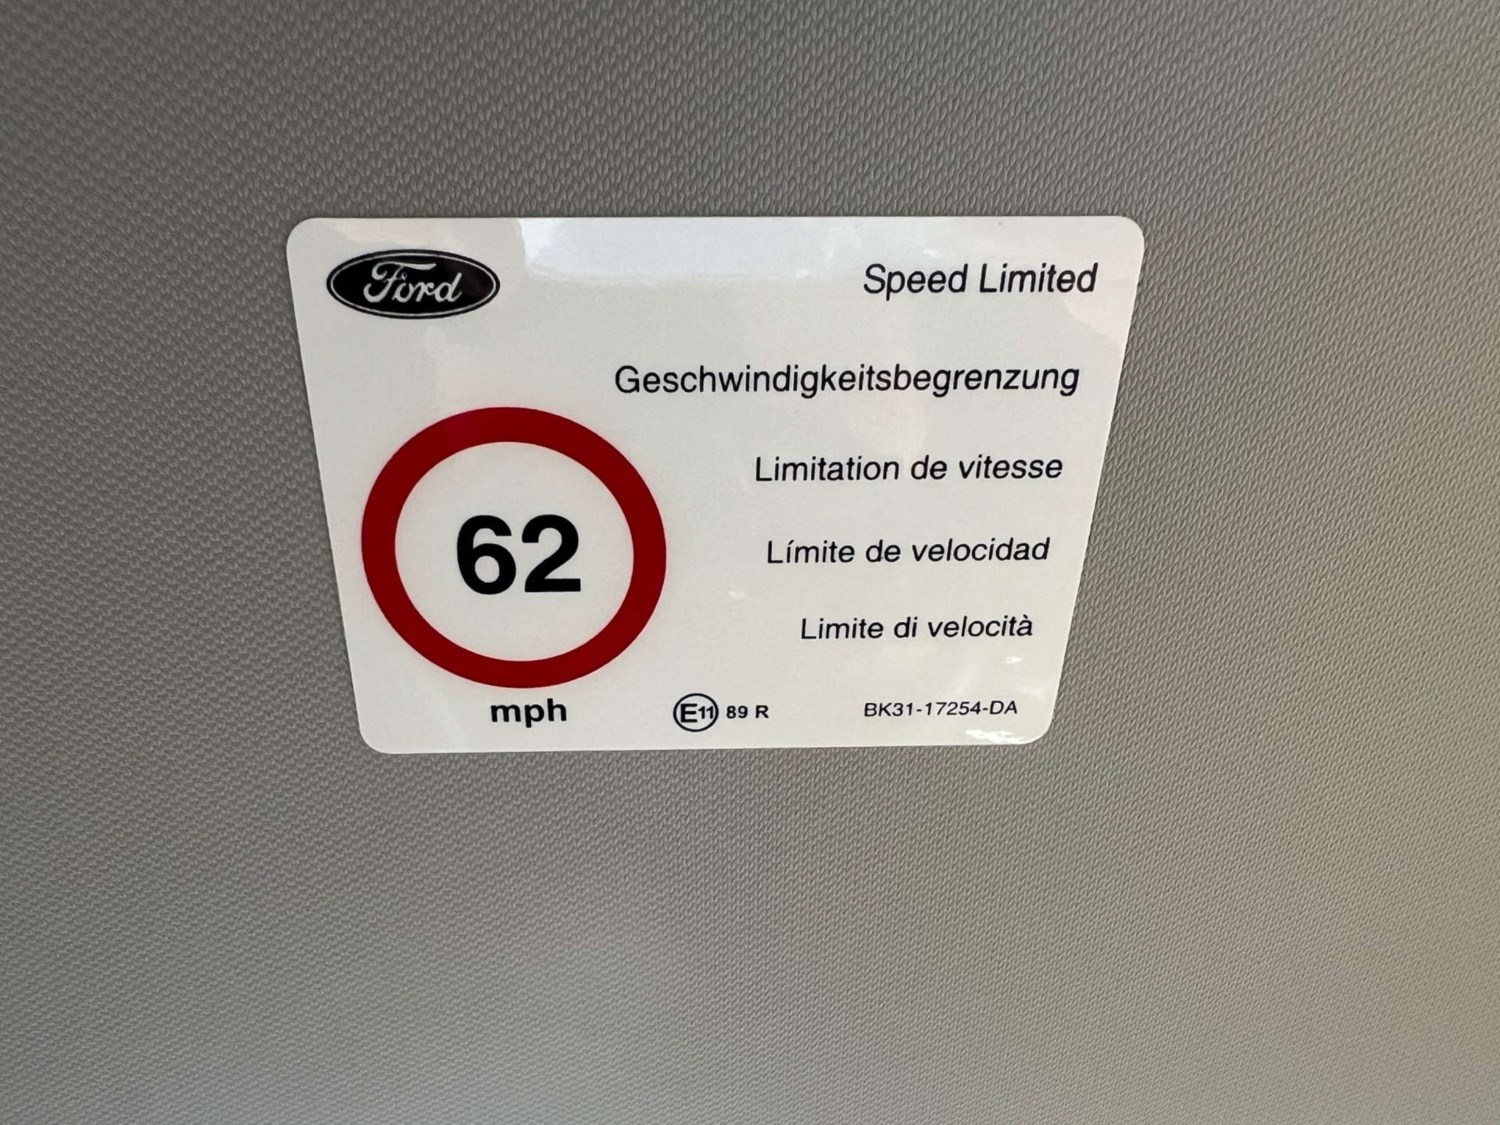 Ford
Speed Limited
Geschwindigkeitsbegrenzung
Limitation de vitesse
Límite de velocidad
Limite di velocità
62
mph
E11 89 R
BK31-17254-DA